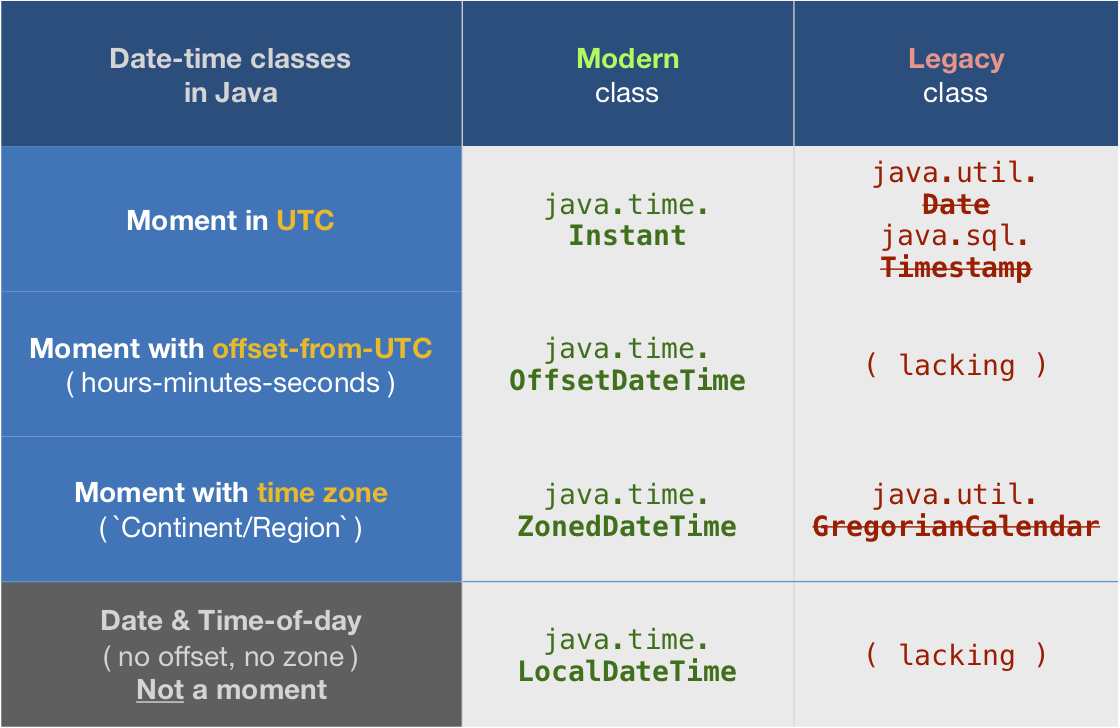 Date-time classes
in Java
Modern
class
Legacy
class
Moment in UTC
java.time.
Instant
java.util.
Date
java.sql.
Timestamp
Moment with offset-from-UTC
( hours-minutes-seconds )
java.time.
OffsetDateTime
( lacking )
Moment with time zone
( `Continent/Region` )
java.time.
ZonedDateTime
java.util.
GregorianCalendar
Date & Time-of-day
( no offset, no zone )
Not a moment
java.time.
LocalDateTime
( lacking )